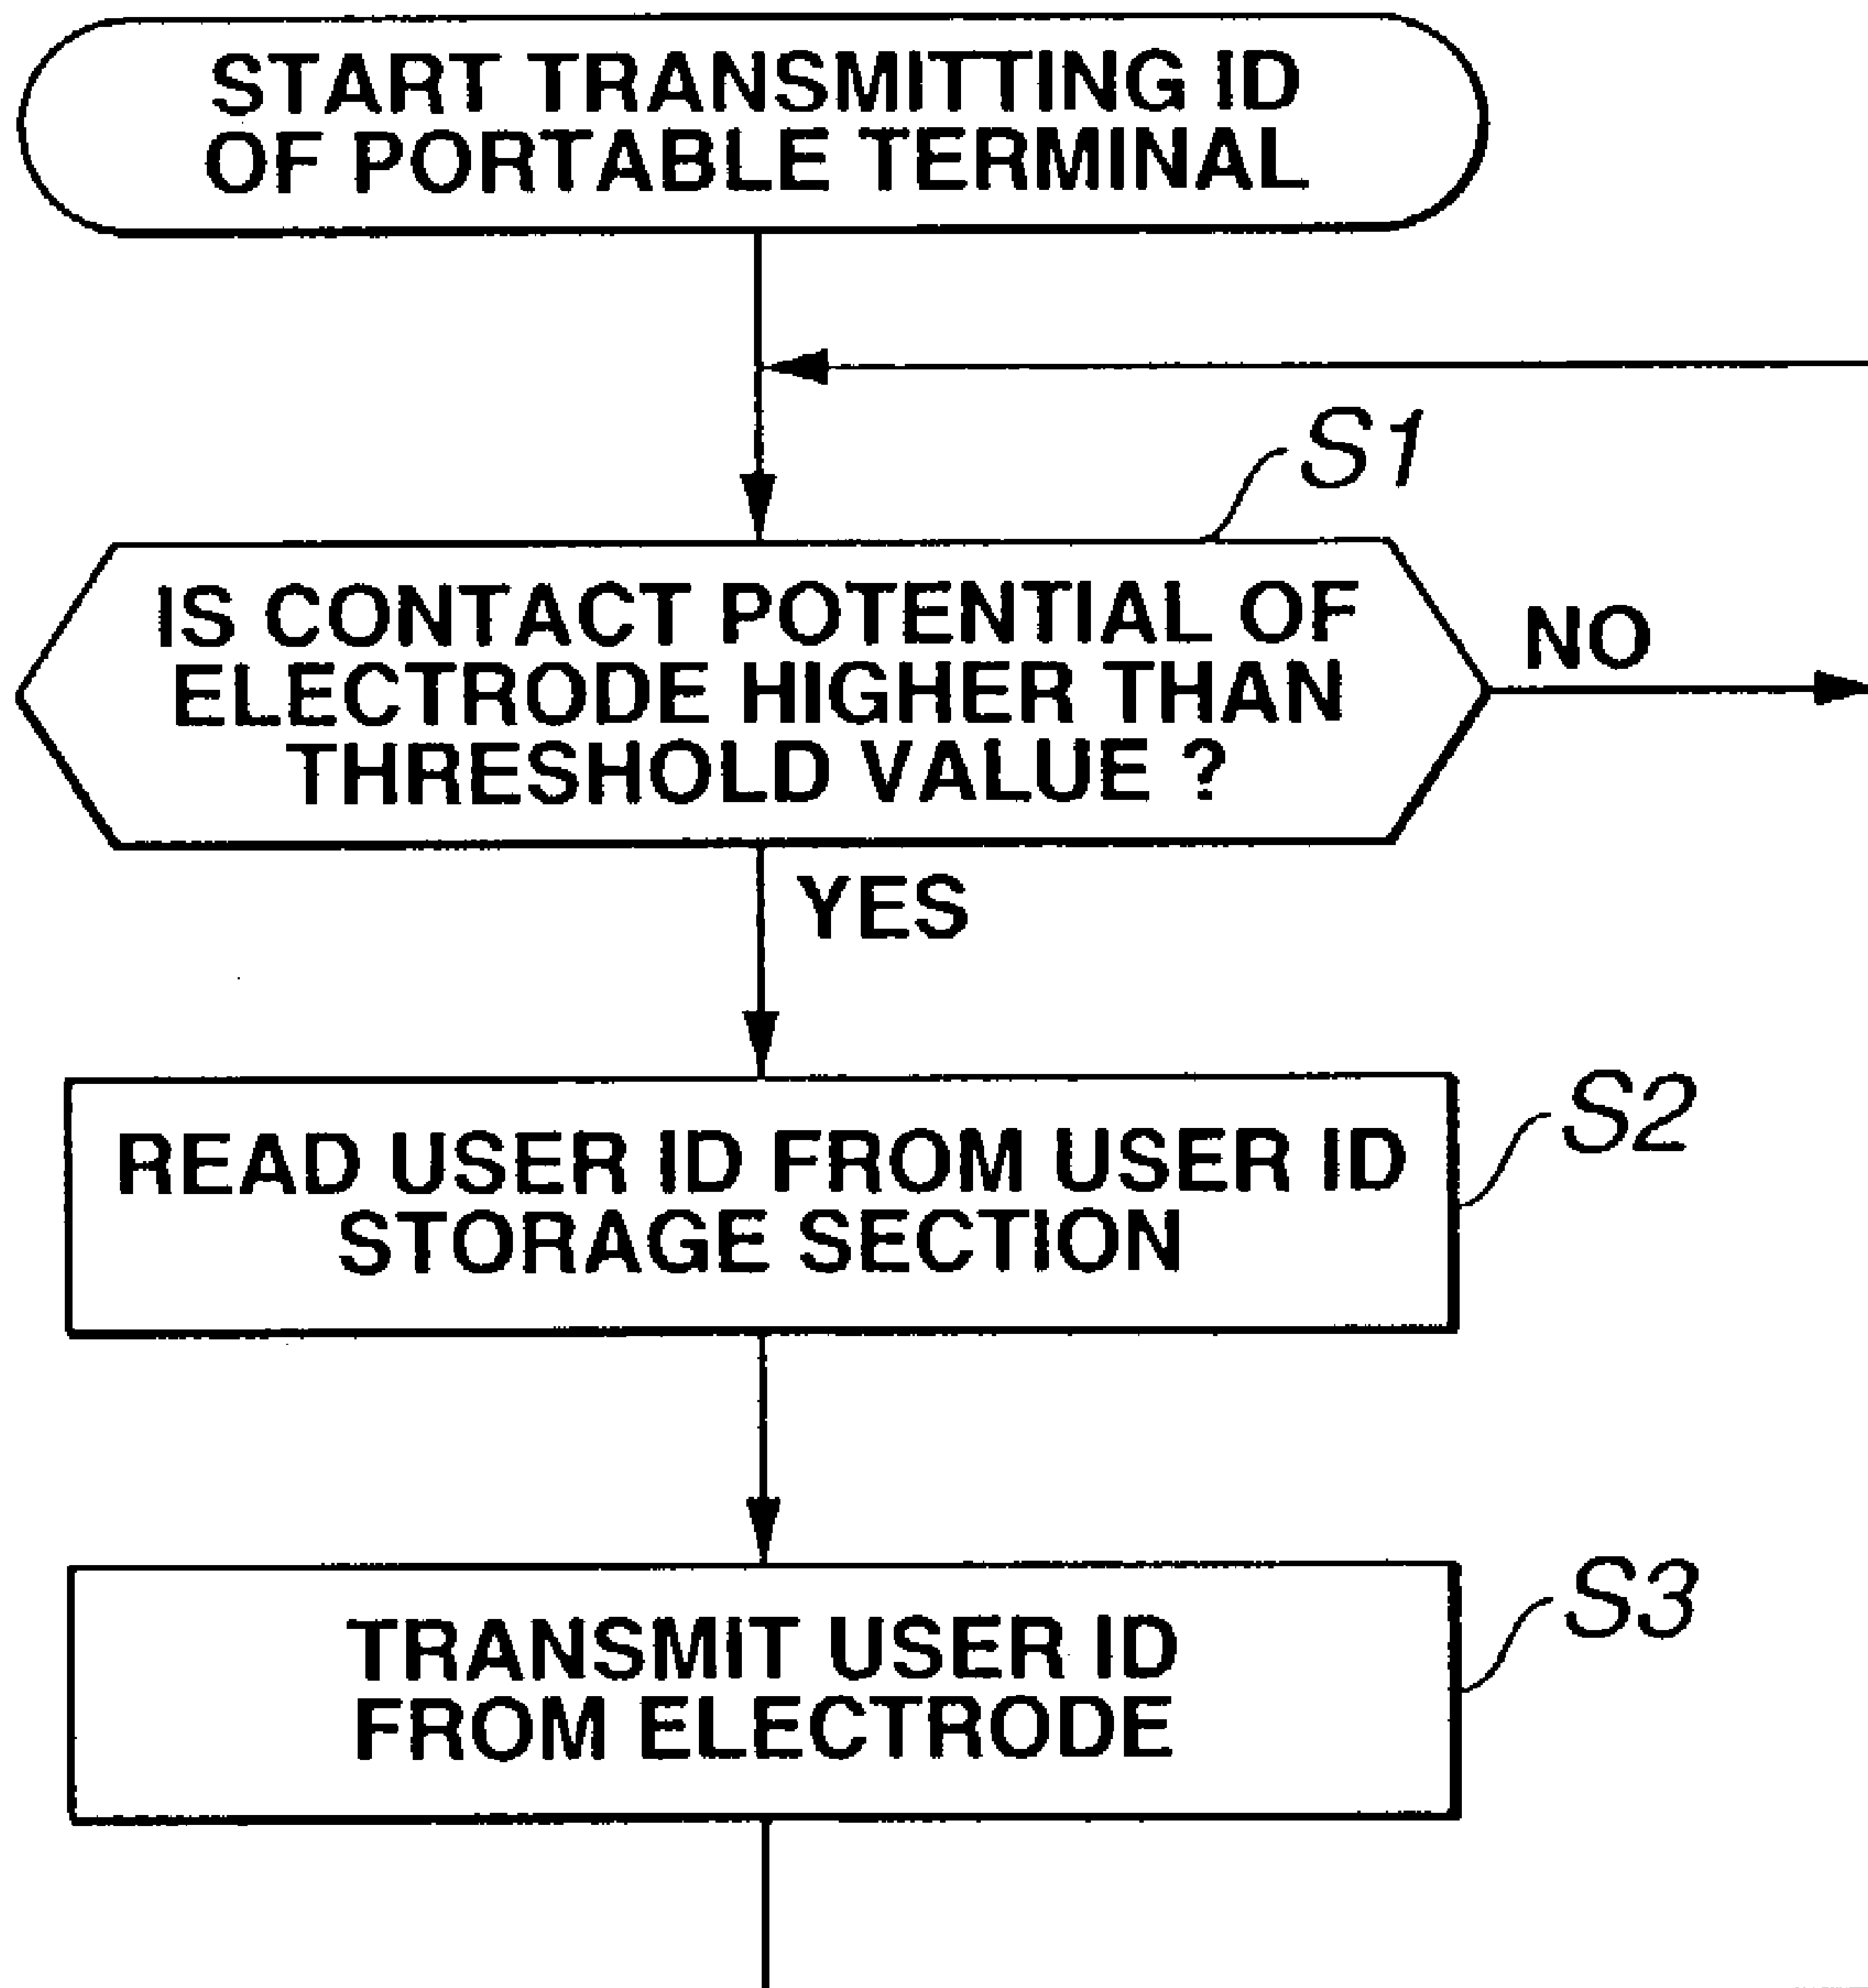 START TRANSMITTING ID
OF PORTABLE TERMINAL
S1
IS CONTACT POTENTIAL OF
ELECTRODE HIGHER THAN
THRESHOLD VALUE ?
NO
YES
S2
READ USER ID FROM USER ID
STORAGE SECTION
S3
TRANSMIT USER ID
FROM ELECTRODE